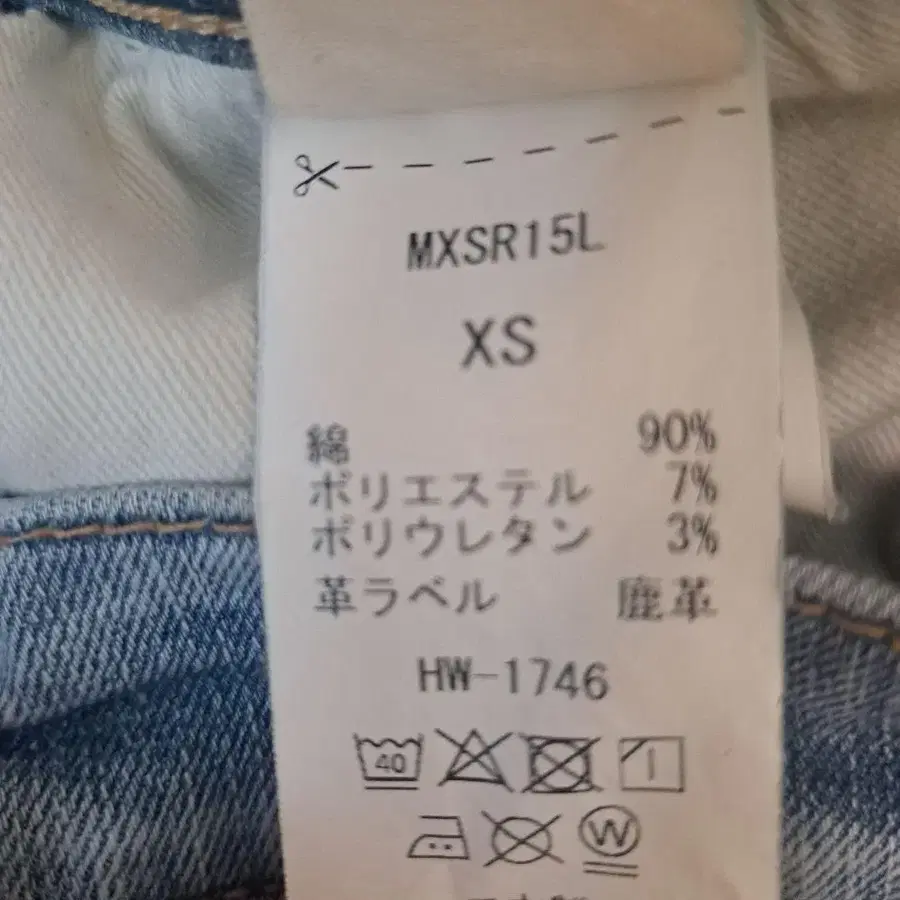 MXSR15L
XS
綿 90%
ポリエステル 7%
ポリウレタン 3%
革ラベル 鹿革
HW-1746
40
W